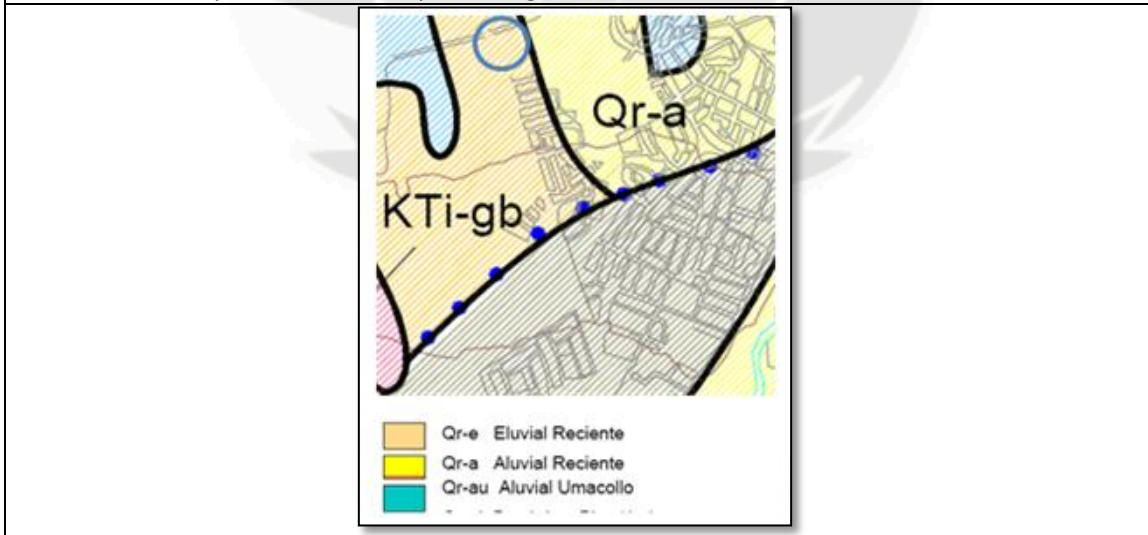 Qr-a
KTi-gb
Qr-e Eluvial Reciente
Qr-a Aluvial Reciente
Qr-au Aluvial Umacollo